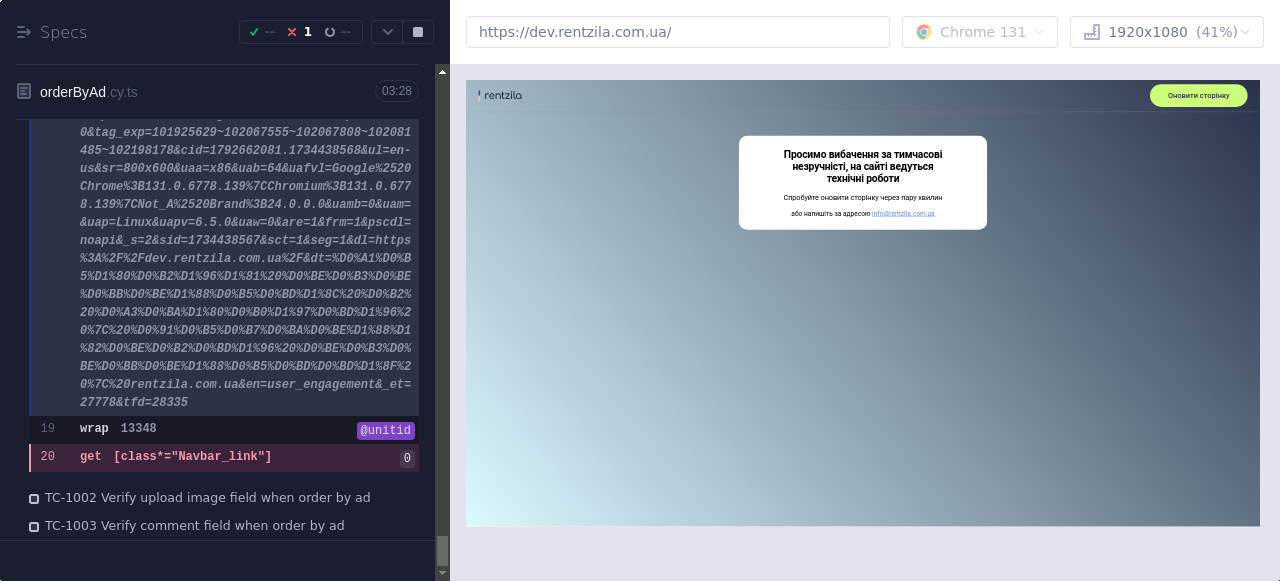 Specs
-- 1 --
https://dev.rentzila.com.ua/
Chrome 131
1920x1080 (41%)
orderByAd.cy.ts
03:28
0&tag_exp=101925629~102067555~102067808~102081
485~102198178&cid=1792662081.1734438568&ul=en-
us&sr=800x600&uaa=x86&uab=64&uafvl=Google%2520
Chrome%3B131.0.6778.139%7CChromium%3B131.0.677
8.139%7CNot_A%2520Brand%3B24.0.0.0&uamb=0&uam=
&uap=Linux&uapv=6.5.0&uaw=0&are=1&frm=1&pscdl=
noapi&_s=2&sid=1734438567&sct=1&seg=1&dl=https
%3A%2F%2Fdev.rentzila.com.ua%2F&dt=%D0%A1%D0%B
5%D1%80%D0%B2%D1%96%D1%81%20%D0%BE%D0%B3%D0%BE
%D0%BB%D0%BE%D1%88%D0%B5%D0%BD%D1%8C%20%D0%B2%
20%D0%A3%D0%BA%D1%80%D0%B0%D1%97%D0%BD%D1%96%2
0%7C%20%D0%91%D0%B5%D0%B7%D0%BA%D0%BE%D1%88%D1
%82%D0%BE%D0%B2%D0%BD%D1%96%20%D0%BE%D0%B3%D0%
BE%D0%BB%D0%BE%D1%88%D0%B5%D0%BD%D0%BD%D1%8F%2
0%7C%20rentzila.com.ua&en=user_engagement&_et=
27778&tfd=28335
19 wrap 13348 @unitid
20 get [class*="Navbar_link"] 0
TC-1002 Verify upload image field when order by ad
TC-1003 Verify comment field when order by ad
rentzila
Оновити сторінку
Просимо вибачення за тимчасові
незручністі, на сайті ведуться
технічні роботи
Спробуйте оновити сторінку через пару хвилин
або напишіть за адресою info@rentzila.com.ua